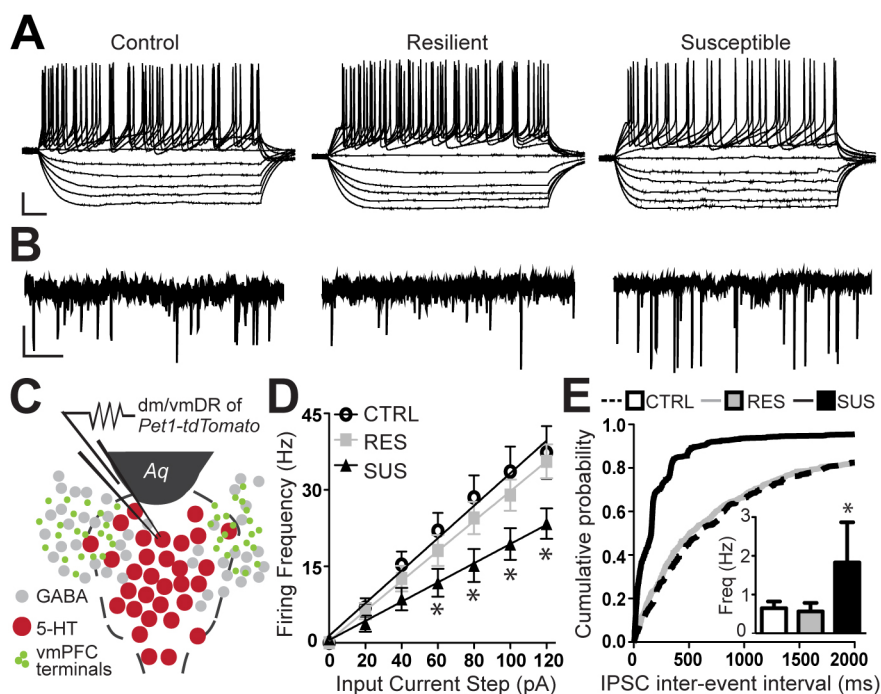 A
Control
Resilient
Susceptible
B
C
dm/vmDR of
Pet1-tdTomato
Aq
GABA
5-HT
vmPFC
terminals
D
Firing Frequency (Hz)
45
30
15
0
CTRL
RES
SUS
* * * *
0 20 40 60 80 100 120
Input Current Step (pA)
E
CTRL RES SUS
Cumulative probability
1.0
0.8
0.6
0.4
0.2
0.0
Freq (Hz)
3
2
1
0
*
0 500 1000 1500 2000
IPSC inter-event interval (ms)